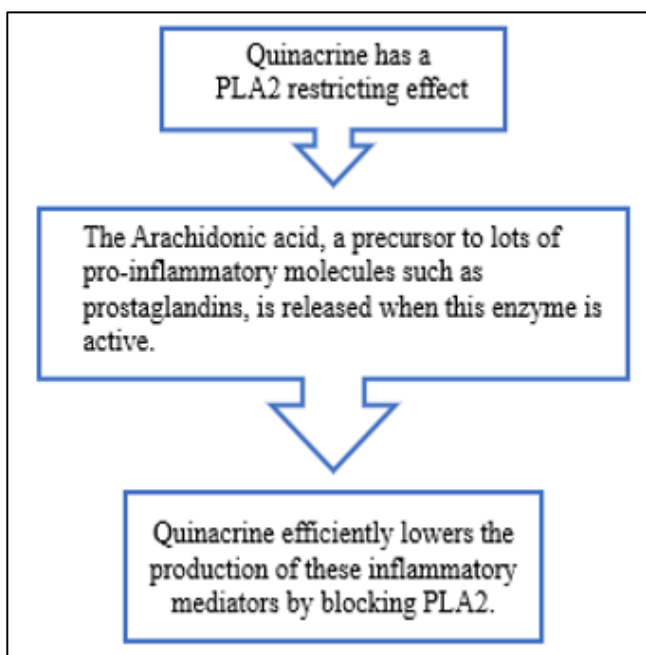 Quinacrine has a
PLA2 restricting effect
The Arachidonic acid, a precursor to lots of
pro-inflammatory molecules such as
prostaglandins, is released when this enzyme is
active.
Quinacrine efficiently lowers the
production of these inflammatory
mediators by blocking PLA2.